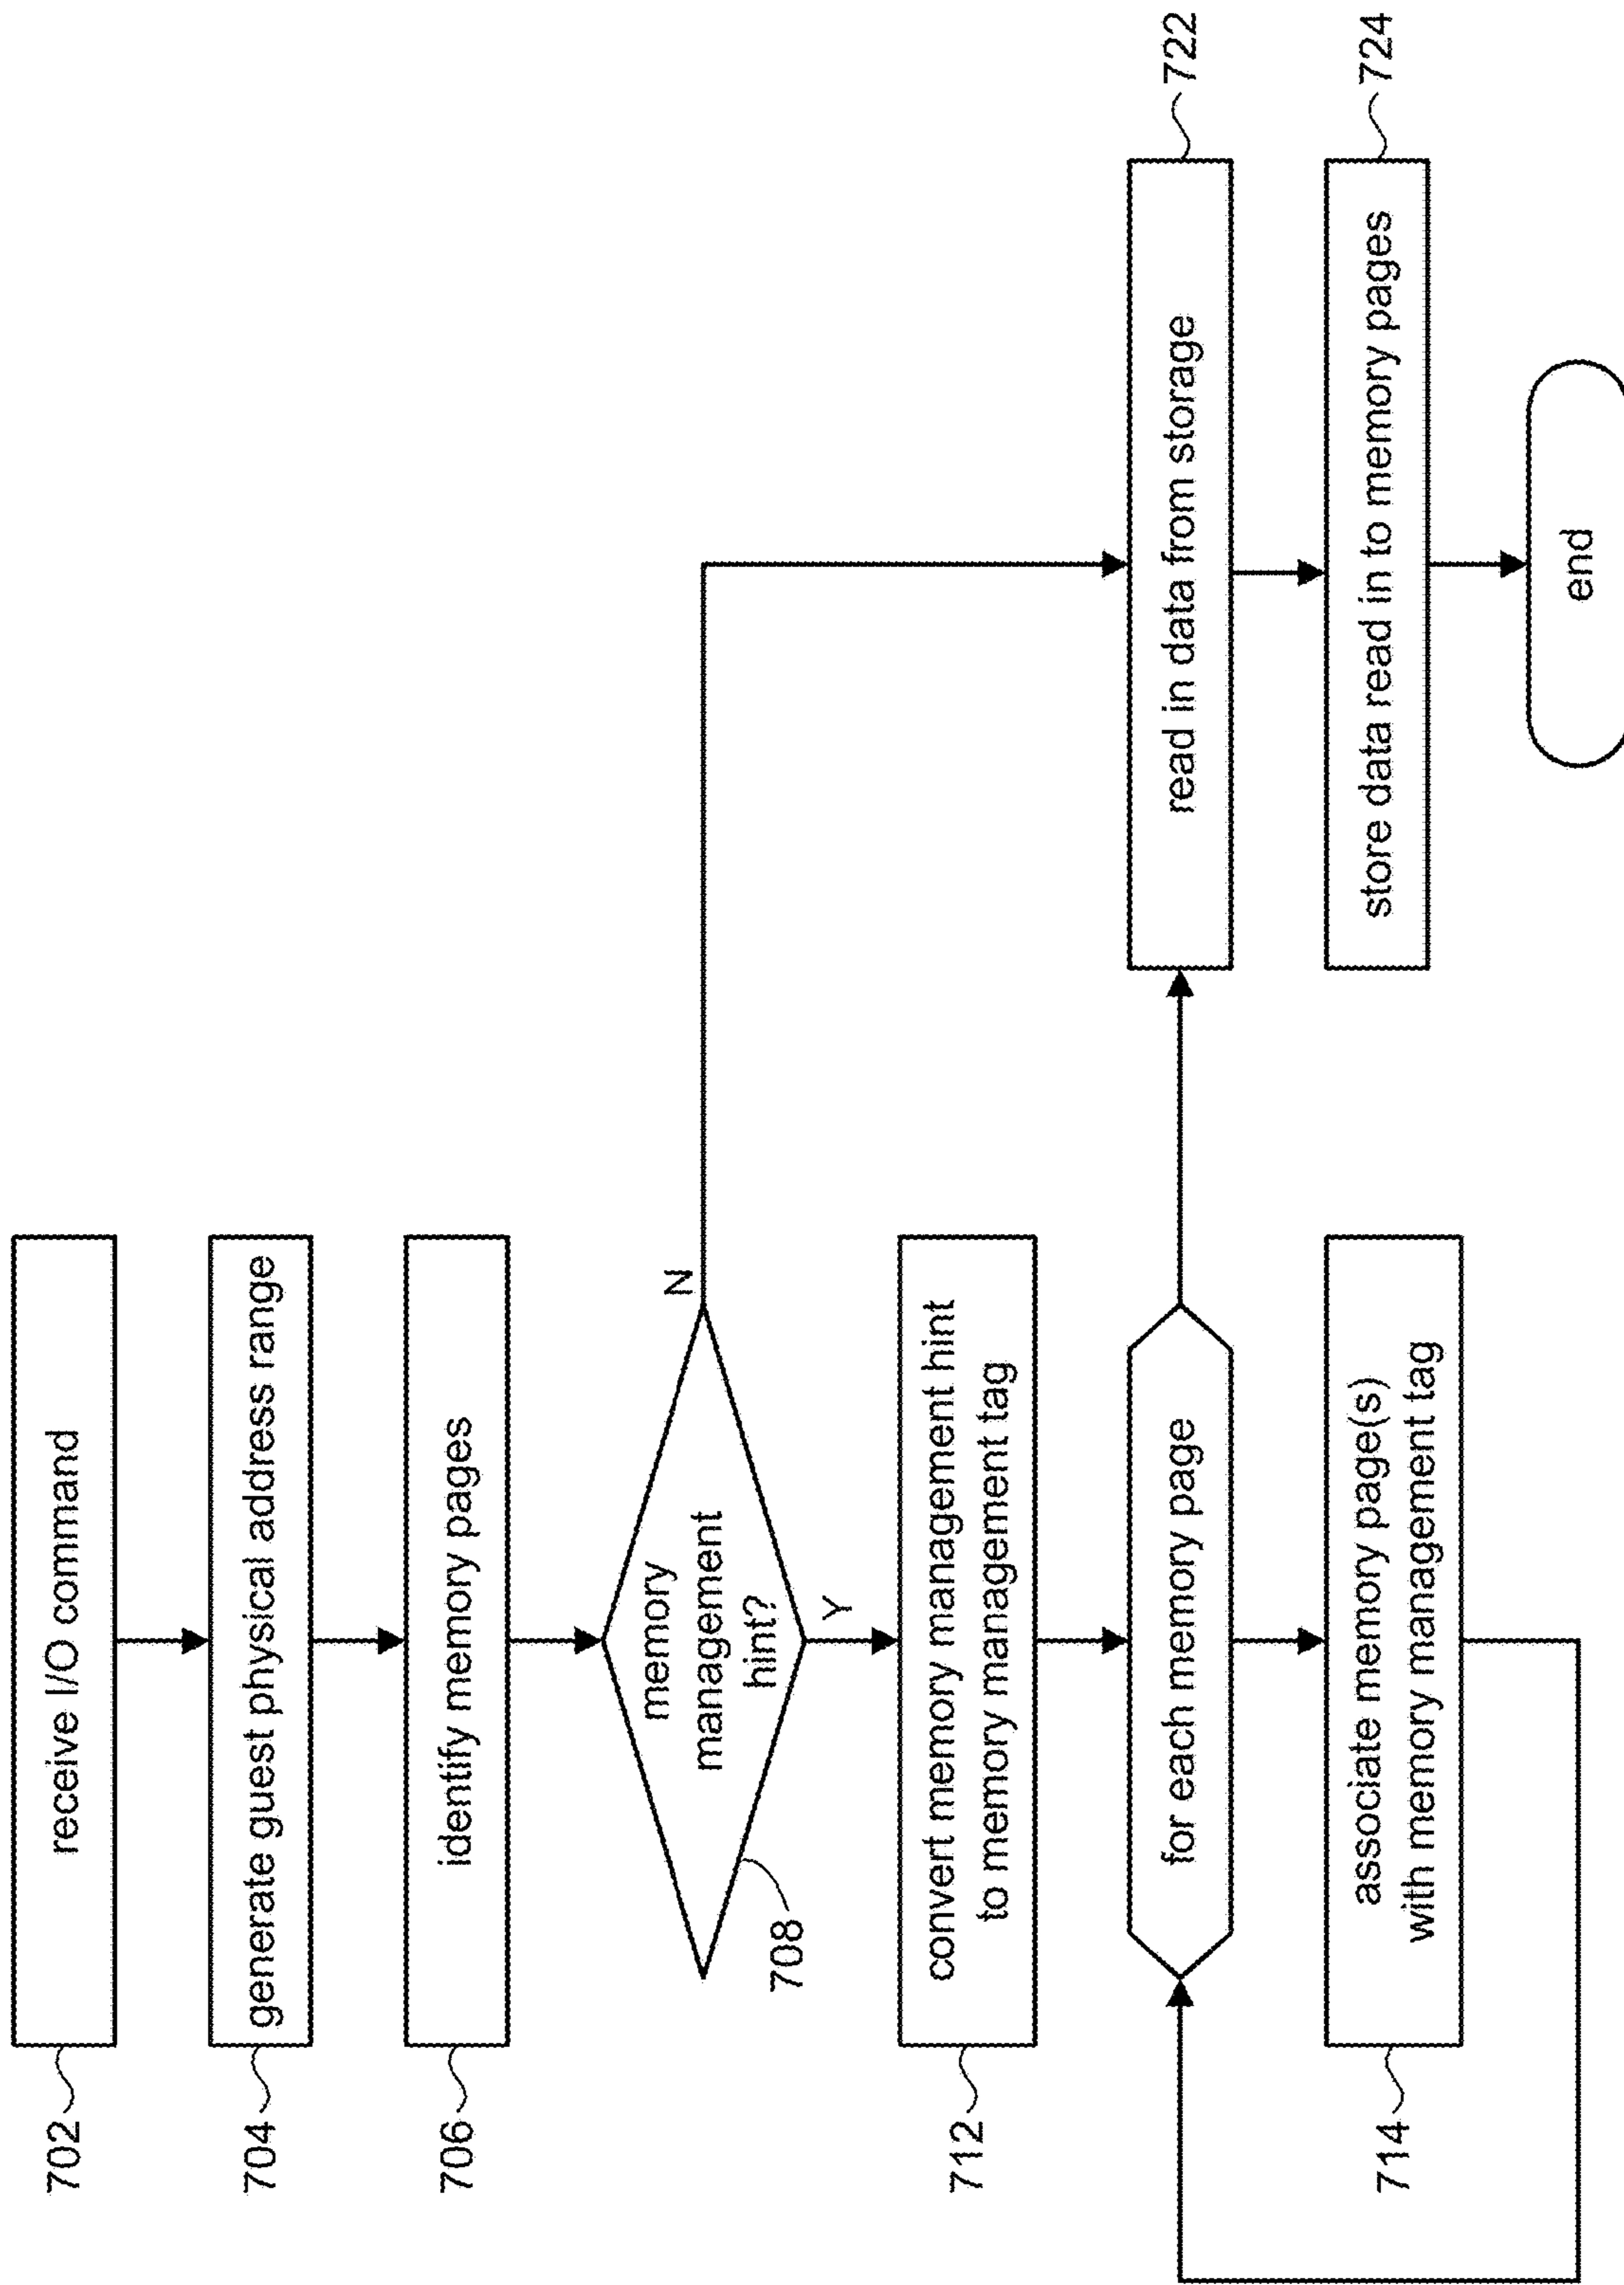 702
receive I/O command
704
generate guest physical address range
706
identify memory pages
memory
management
hint?
N
Y
708
712
convert memory management hint
to memory management tag
for each memory page
714
associate memory page(s)
with memory management tag
read in data from storage
722
store data read in to memory pages
724
end